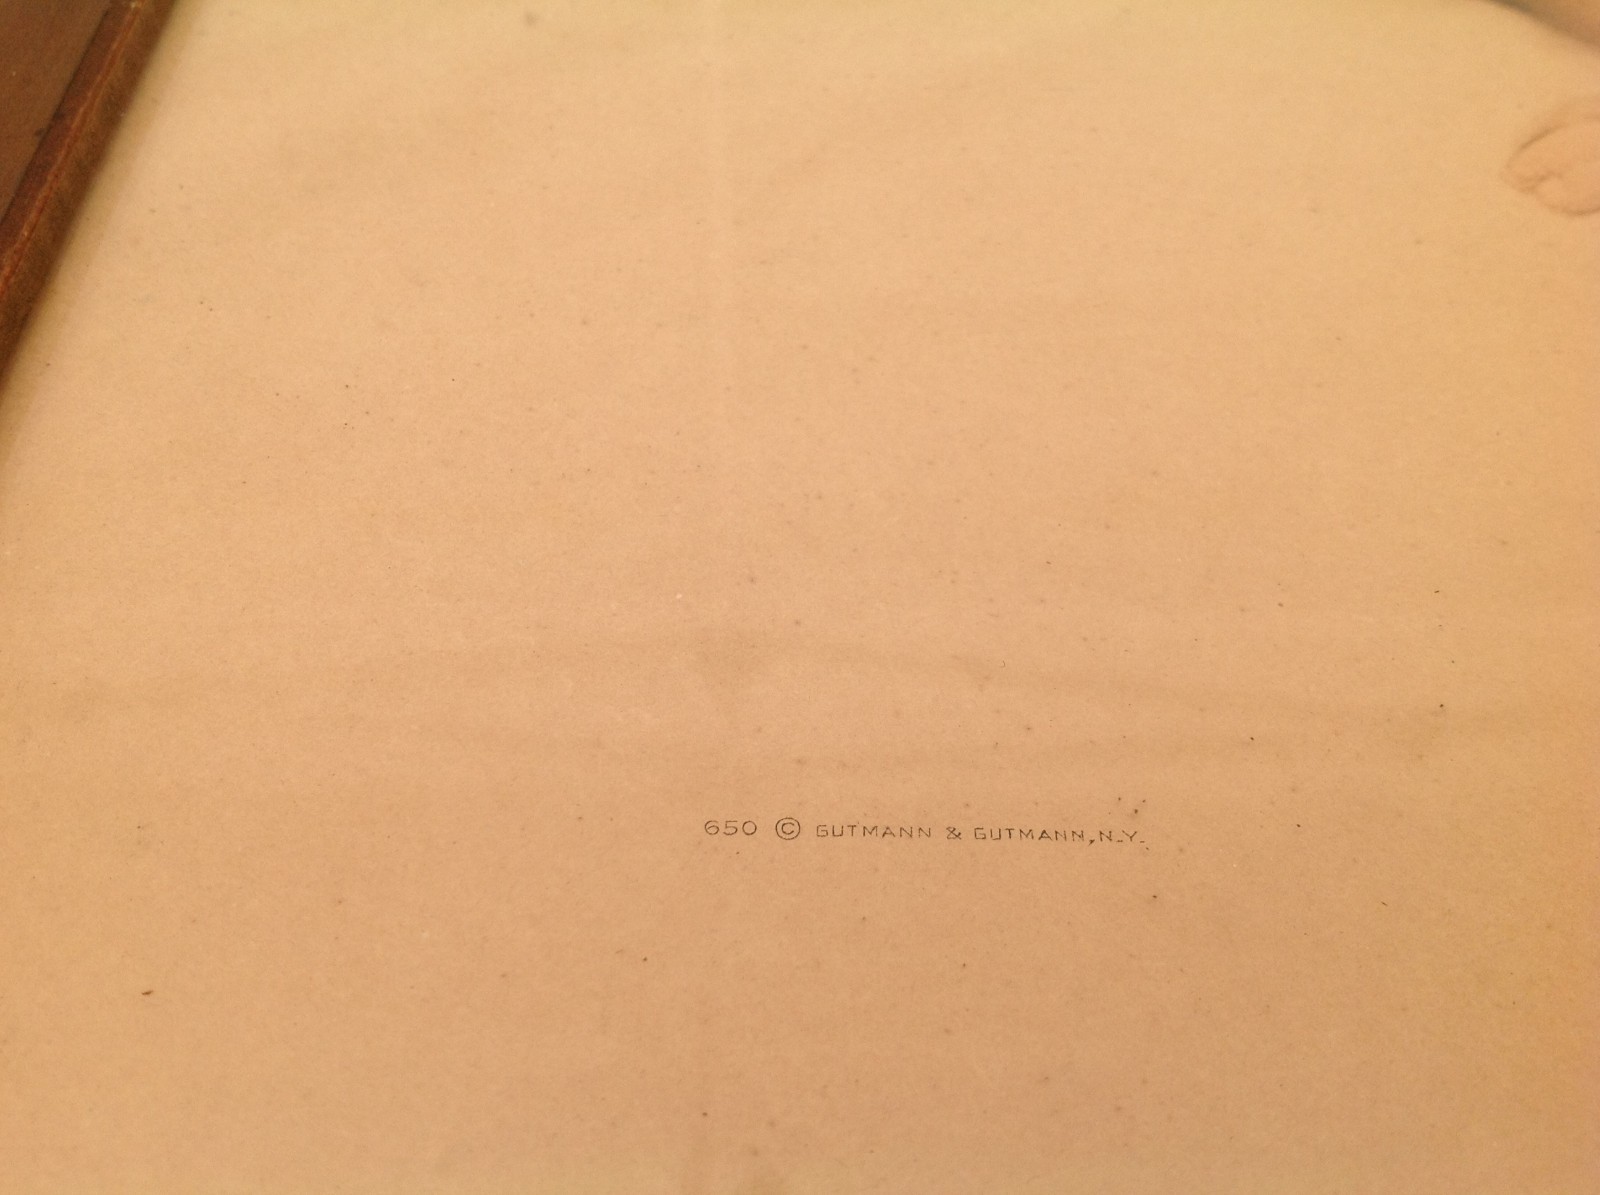 650 © GUTMANN & GUTMANN, N.Y.